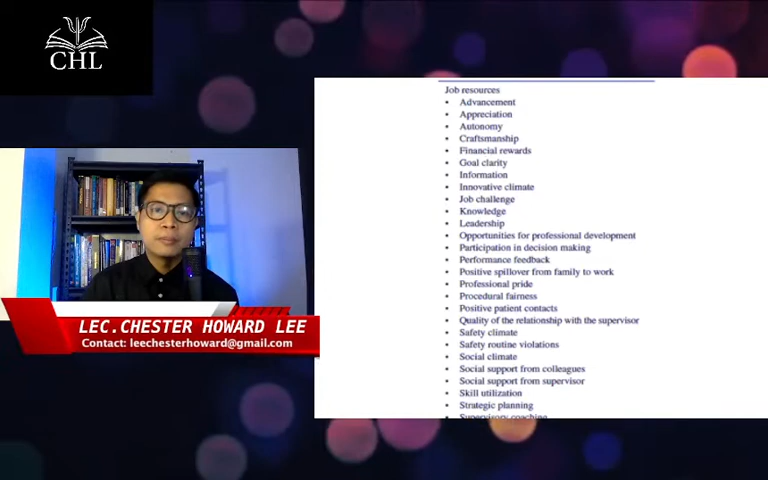 CHL
LEC.CHESTER HOWARD LEE
Contact: leechesterhoward@gmail.com
Job resources
• Advancement
• Appreciation
• Autonomy
• Craftsmanship
• Financial rewards
• Goal clarity
• Information
• Innovative climate
• Job challenge
• Knowledge
• Leadership
• Opportunities for professional development
• Participation in decision making
• Performance feedback
• Positive spillover from family to work
• Professional pride
• Procedural fairness
• Positive patient contacts
• Quality of the relationship with the supervisor
• Safety climate
• Safety routine violations
• Social climate
• Social support from colleagues
• Social support from supervisor
• Skill utilization
• Strategic planning
• Supervisory coaching